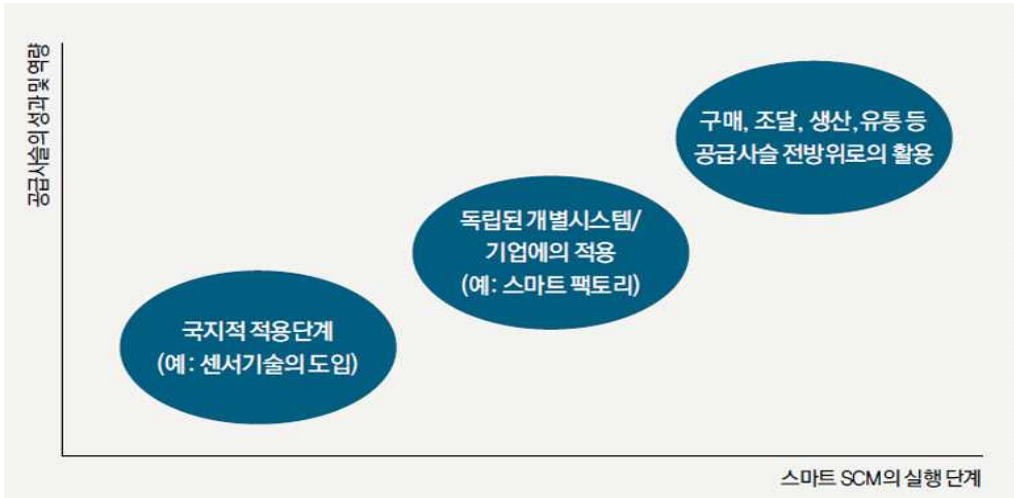 공급사슬의 성과 및 역량
구매, 조달, 생산,유통 등
공급사슬 전방위로의 활용
독립된 개별시스템/
기업에의 적용
(예: 스마트 팩토리)
국지적 적용단계
(예: 센서기술의 도입)
스마트 SCM의 실행 단계